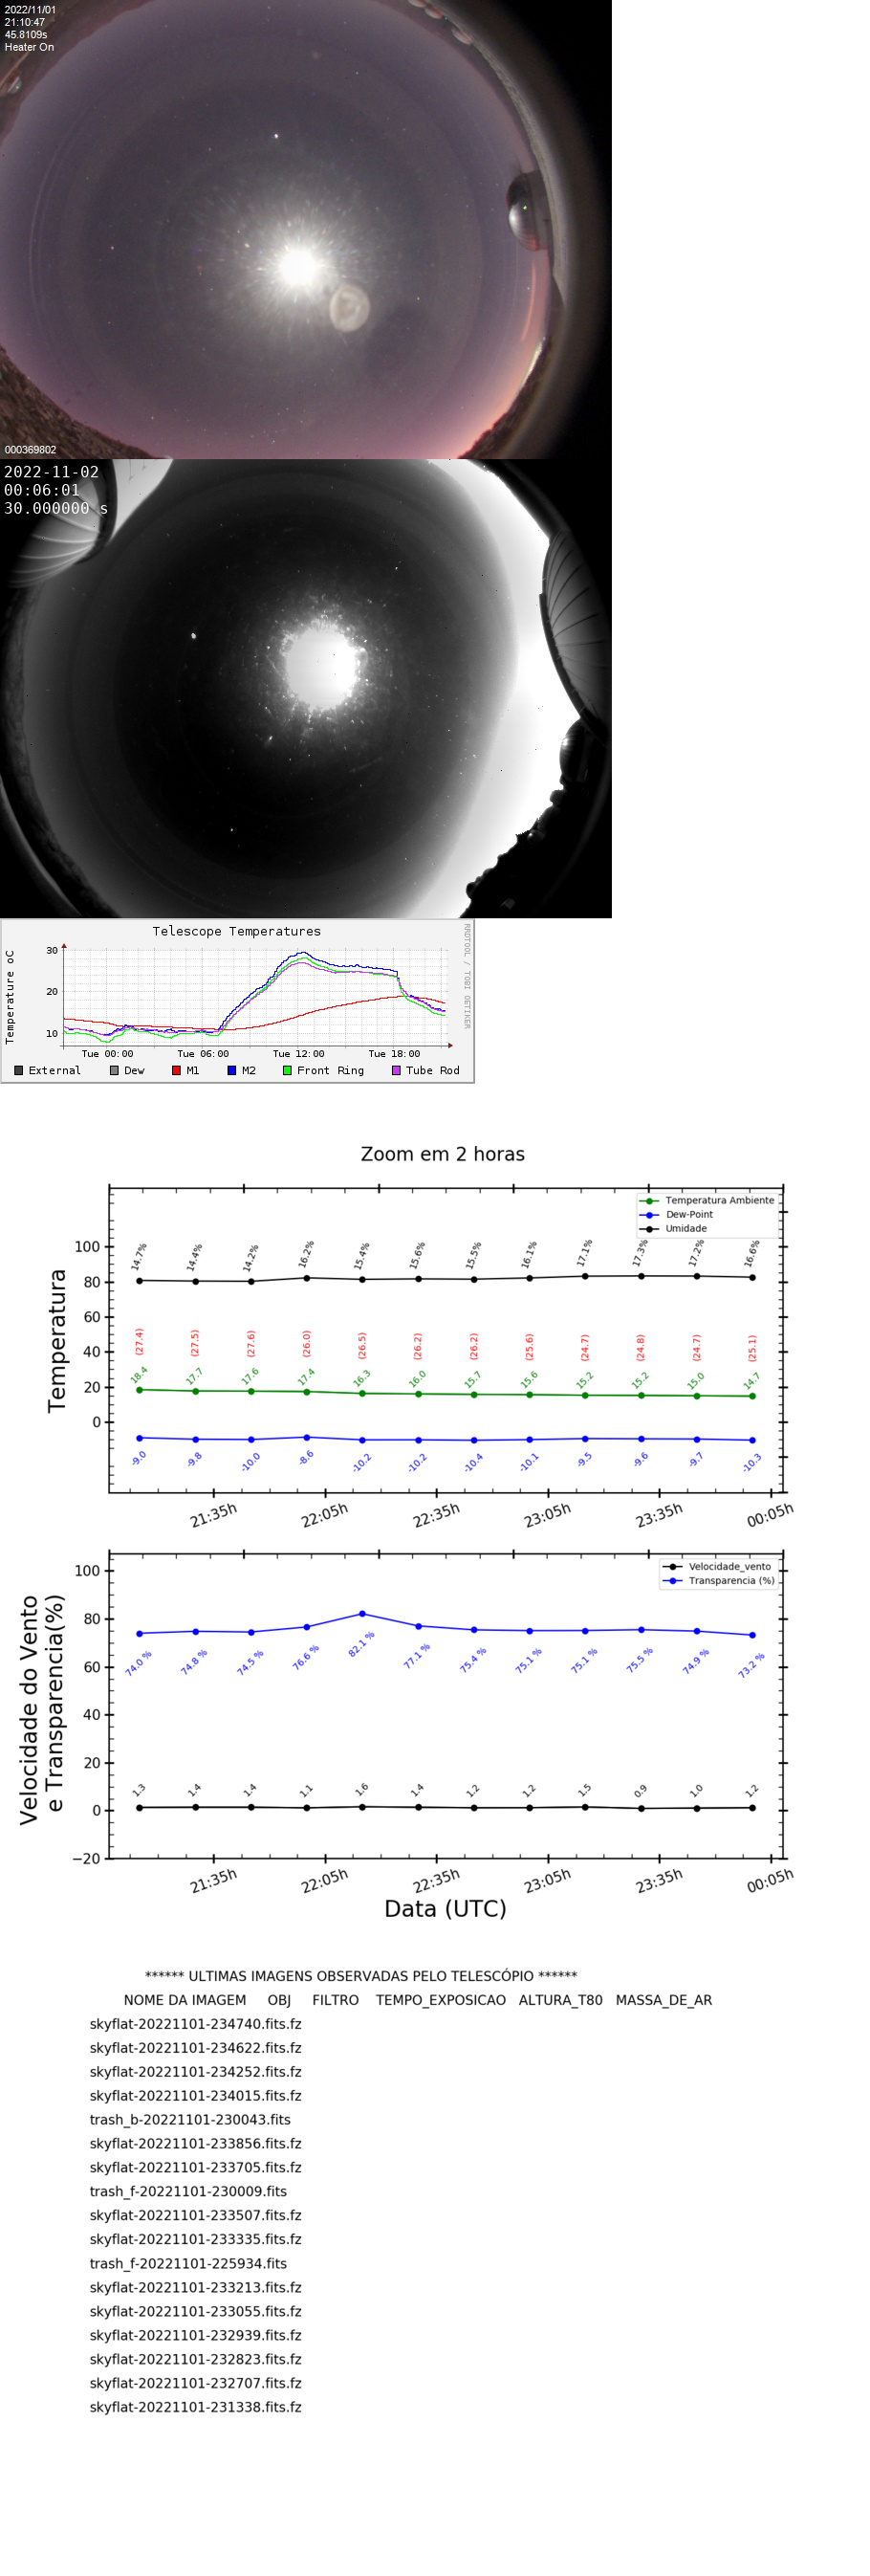 2022/11/01
21:10:47
45.8109s
Heater On
000369802
2022-11-02
00:06:01
30.000000 s
Telescope Temperatures
RRDTOOL / TOBI OETIKER
Temperature oC
30
20
10
Tue 00:00 Tue 06:00 Tue 12:00 Tue 18:00
External Dew M1 M2 Front Ring Tube Rod
Zoom em 2 horas
Temperatura Ambiente
Dew-Point
Umidade
Temperatura
100
80
60
40
20
0
14.7% 14.4% 14.2% 16.2% 15.4% 15.6% 15.5% 16.1% 17.1% 17.3% 17.2% 16.6%
(27.4) (27.5) (27.6) (26.0) (26.5) (26.2) (26.2) (25.6) (24.7) (24.8) (24.7) (25.1)
18.4 17.7 17.6 17.4 16.3 16.0 15.7 15.6 15.2 15.2 15.0 14.7
-9.0 -9.8 -10.0 -8.6 -10.2 -10.2 -10.4 -10.1 -9.5 -9.6 -9.7 -10.3
21:35h 22:05h 22:35h 23:05h 23:35h 00:05h
Velocidade_vento
Transparencia (%)
Velocidade do Vento
e Transparencia(%)
100
80
60
40
20
0
−20
74.0 % 74.8 % 74.5 % 76.6 % 82.1 % 77.1 % 75.4 % 75.1 % 75.1 % 75.5 % 74.9 % 73.2 %
1.3 1.4 1.4 1.1 1.6 1.4 1.2 1.2 1.5 0.9 1.0 1.2
21:35h 22:05h 22:35h 23:05h 23:35h 00:05h
Data (UTC)
****** ULTIMAS IMAGENS OBSERVADAS PELO TELESCÓPIO ******
NOME DA IMAGEM OBJ FILTRO TEMPO_EXPOSICAO ALTURA_T80 MASSA_DE_AR
skyflat-20221101-234740.fits.fz
skyflat-20221101-234622.fits.fz
skyflat-20221101-234252.fits.fz
skyflat-20221101-234015.fits.fz
trash_b-20221101-230043.fits
skyflat-20221101-233856.fits.fz
skyflat-20221101-233705.fits.fz
trash_f-20221101-230009.fits
skyflat-20221101-233507.fits.fz
skyflat-20221101-233335.fits.fz
trash_f-20221101-225934.fits
skyflat-20221101-233213.fits.fz
skyflat-20221101-233055.fits.fz
skyflat-20221101-232939.fits.fz
skyflat-20221101-232823.fits.fz
skyflat-20221101-232707.fits.fz
skyflat-20221101-231338.fits.fz